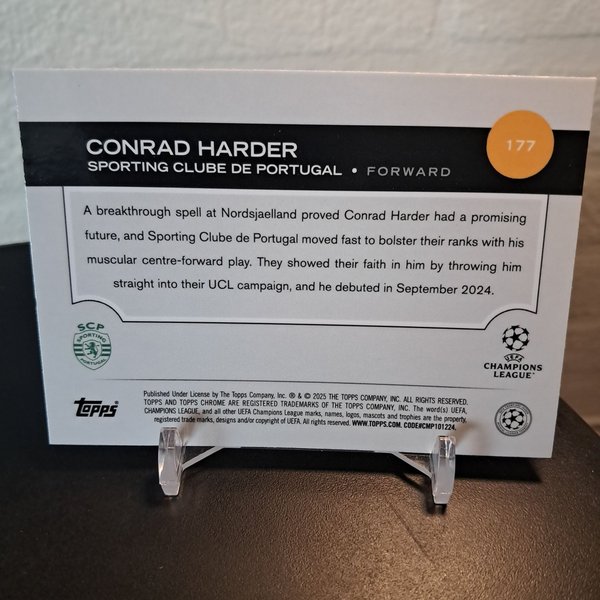 177
CONRAD HARDER
SPORTING CLUBE DE PORTUGAL • FORWARD
A breakthrough spell at Nordsjaelland proved Conrad Harder had a promising
future, and Sporting Clube de Portugal moved fast to bolster their ranks with his
muscular centre-forward play. They showed their faith in him by throwing him
straight into their UCL campaign, and he debuted in September 2024.
SCP
SPORTING
PORTUGAL
UEFA
CHAMPIONS
LEAGUE
Topps
Published Under License by The Topps Company, Inc. ® & © 2025 THE TOPPS COMPANY, INC. ALL RIGHTS RESERVED.
TOPPS AND TOPPS CHROME ARE REGISTERED TRADEMARKS OF THE TOPPS COMPANY, INC. The word(s) UEFA,
CHAMPIONS LEAGUE, and all other UEFA Champions League marks, names, logos, mascots and trophies are the property,
registered trade marks, designs and/or copyright of UEFA. All rights reserved. WWW.TOPPS.COM. CODE#CMP101224.